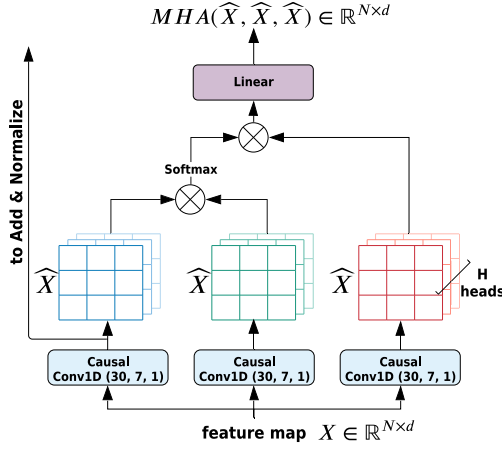 MHA(X̂, X̂, X̂) ∈ ℝ^{N×d}
Linear
Softmax
to Add & Normalize
X̂
X̂
X̂
H
heads
Causal
Conv1D (30, 7, 1)
Causal
Conv1D (30, 7, 1)
Causal
Conv1D (30, 7, 1)
feature map X ∈ ℝ^{N×d}